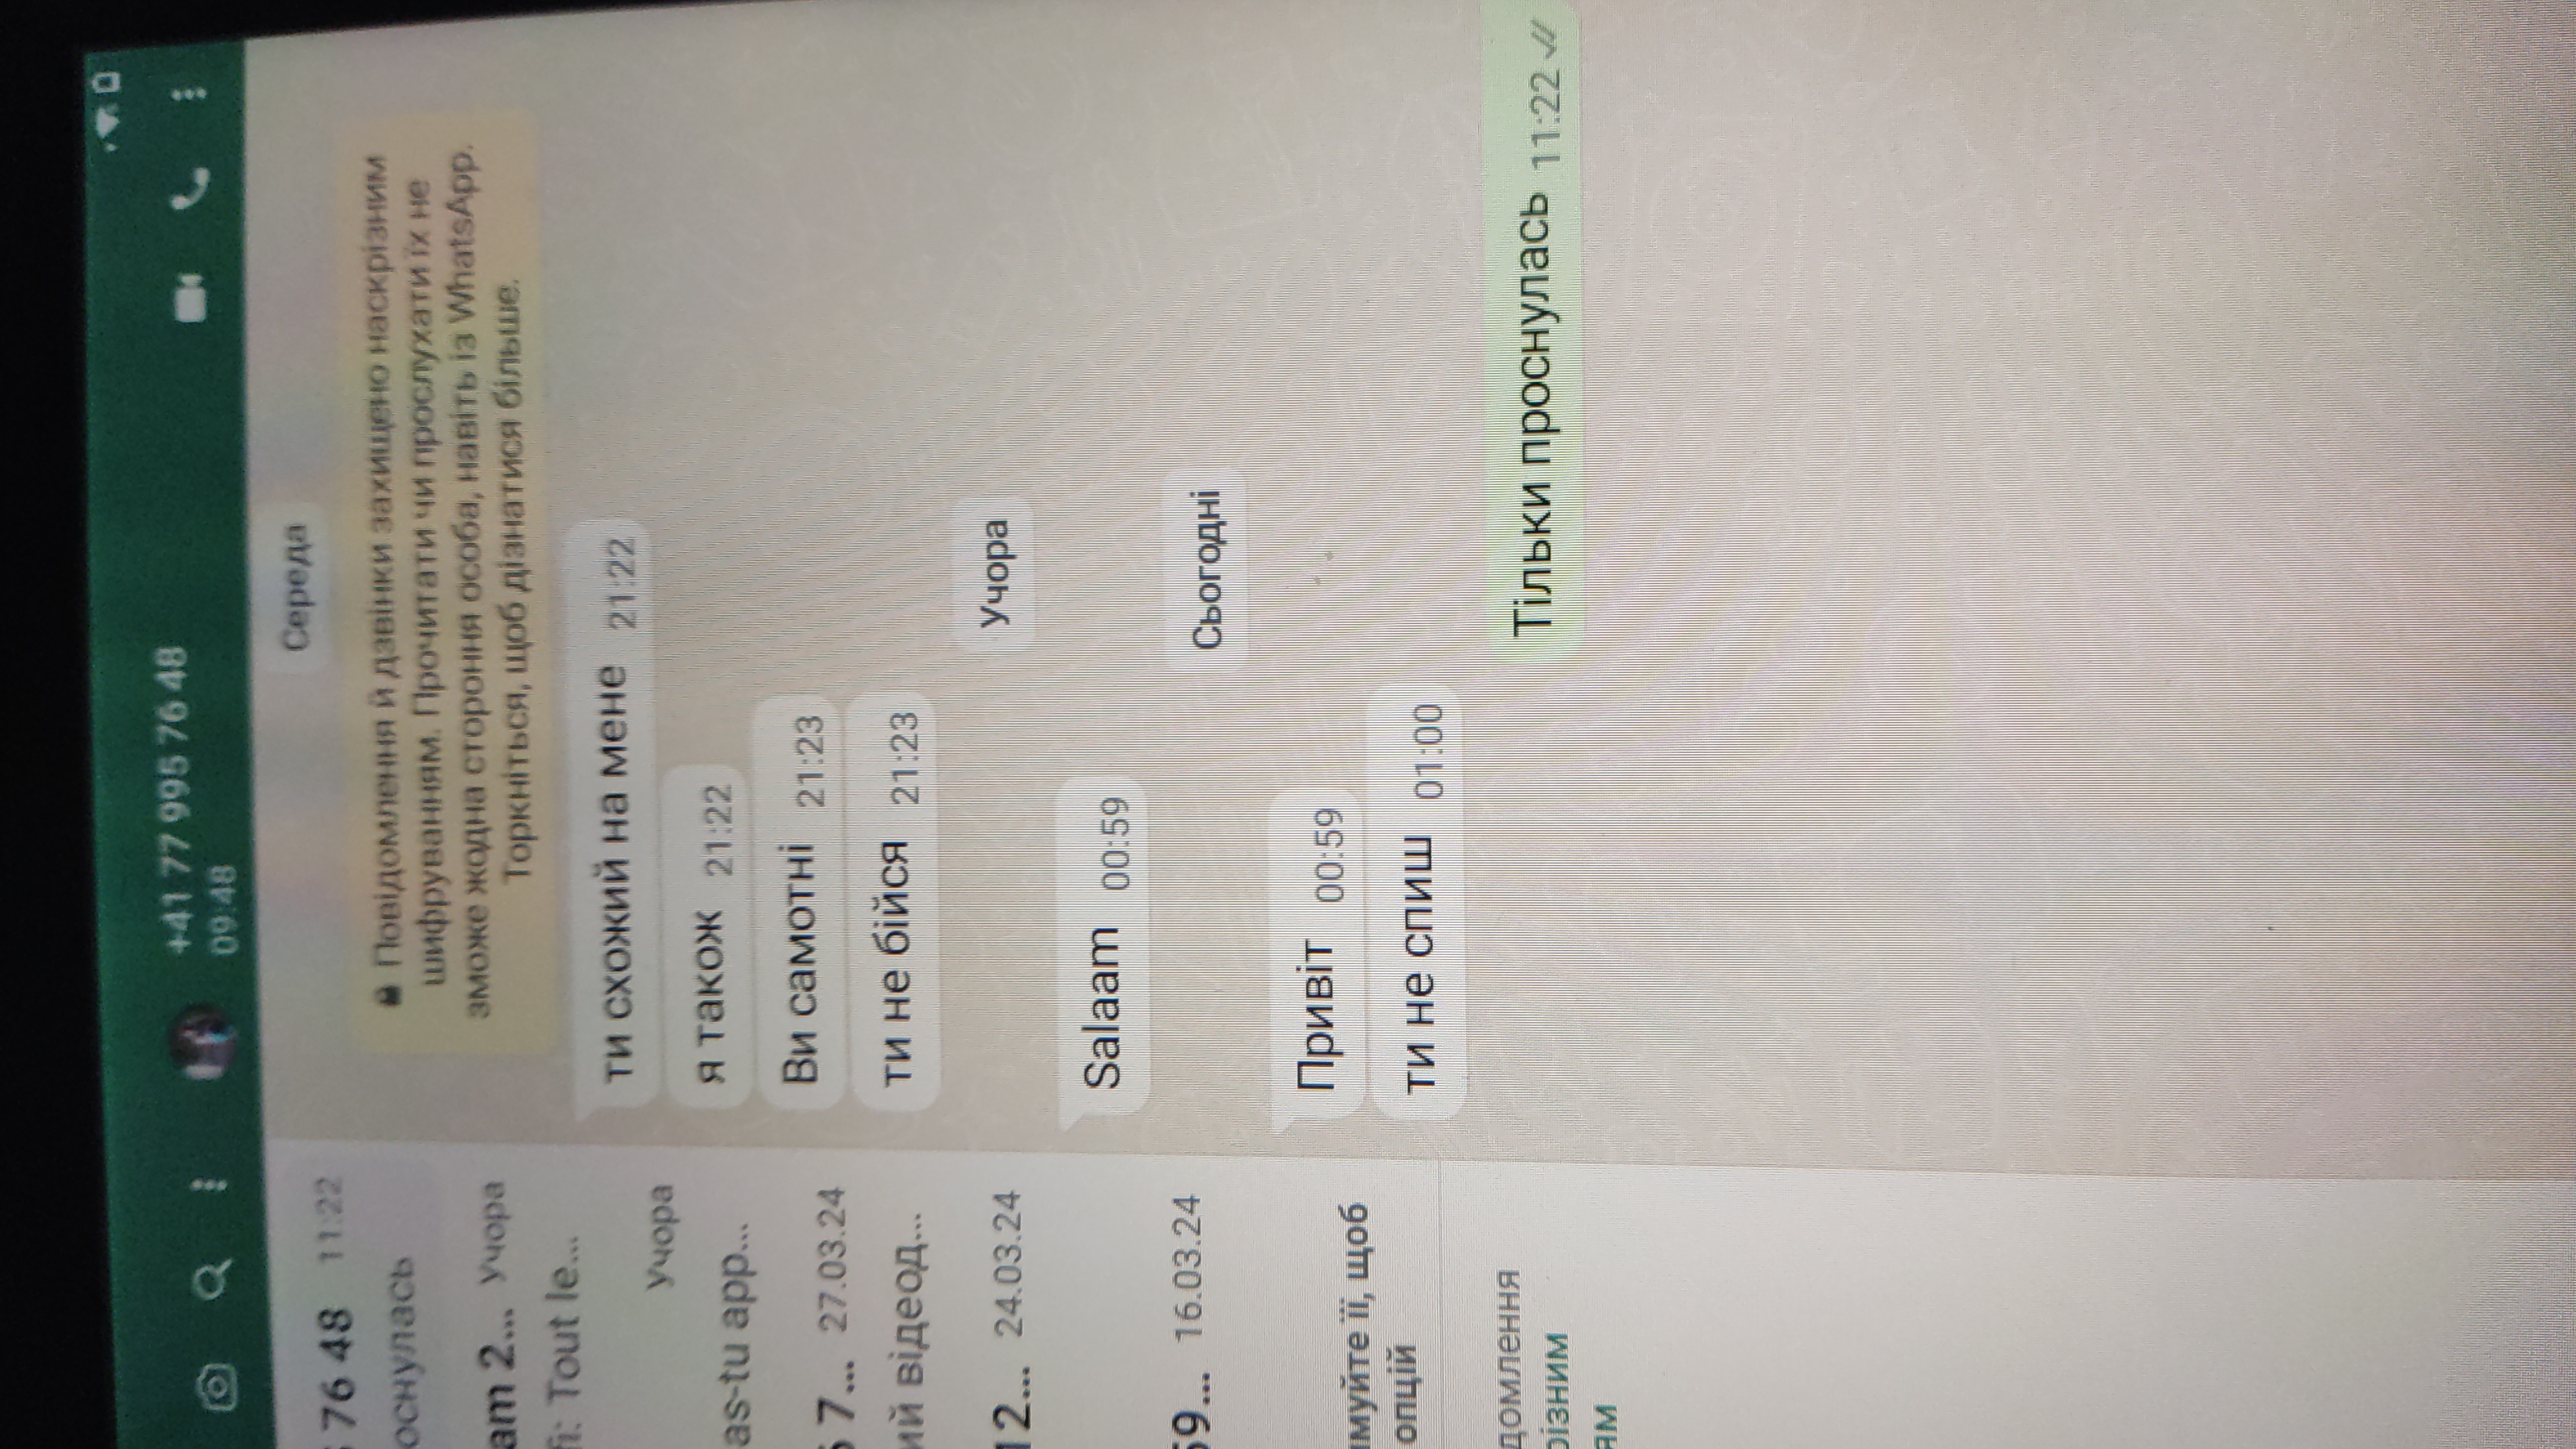 +41 77 995 76 48
09:48
76 48 11:22
оснулась
am 2... Учора
fi: Tout le...
Учора
as-tu app...
7... 27.03.24
ий відеод...
12... 24.03.24
59... 16.03.24
имуйте її, щоб
опцій
домлення
різним
ям
Середа
Повідомлення й дзвінки захищено наскрізним
шифруванням. Прочитати чи прослухати їх не
зможе жодна стороння особа, навіть із WhatsApp.
Торкніться, щоб дізнатися більше.
ти схожий на мене 21:22
я також 21:22
Ви самотні 21:23
ти не бійся 21:23
Учора
Salaam 00:59
Сьогодні
Привіт 00:59
ти не спиш 01:00
Тільки проснулась 11:22